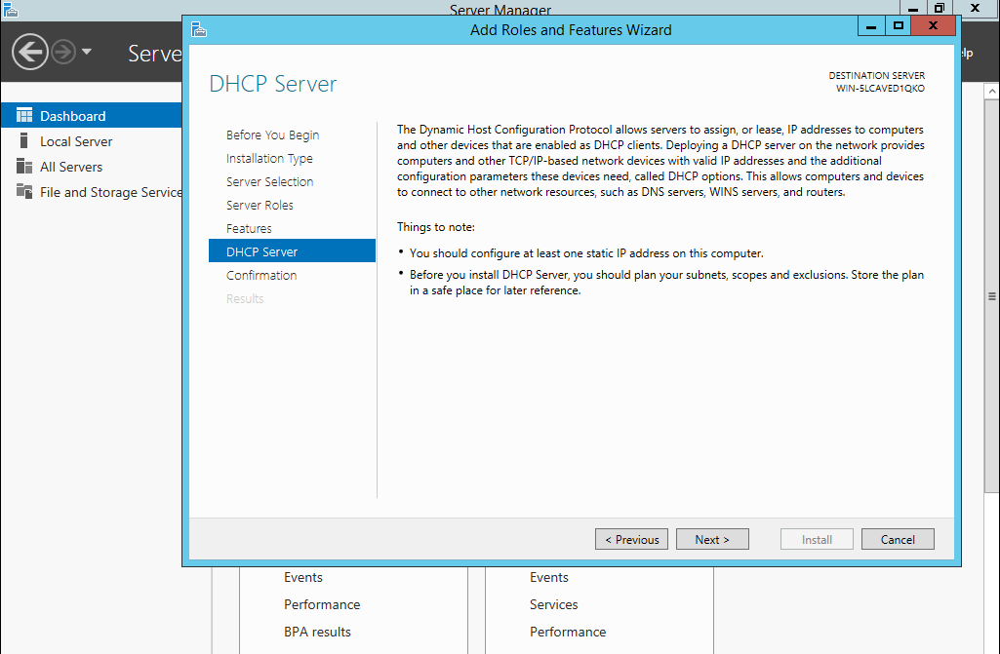 Server Manager
Add Roles and Features Wizard
Serve
elp
DHCP Server
DESTINATION SERVER
WIN-5LCAVED1QKO
Dashboard
Local Server
All Servers
File and Storage Service
Before You Begin
Installation Type
Server Selection
Server Roles
Features
DHCP Server
Confirmation
Results
The Dynamic Host Configuration Protocol allows servers to assign, or lease, IP addresses to computers
and other devices that are enabled as DHCP clients. Deploying a DHCP server on the network provides
computers and other TCP/IP-based network devices with valid IP addresses and the additional
configuration parameters these devices need, called DHCP options. This allows computers and devices
to connect to other network resources, such as DNS servers, WINS servers, and routers.
Things to note:
• You should configure at least one static IP address on this computer.
• Before you install DHCP Server, you should plan your subnets, scopes and exclusions. Store the plan
in a safe place for later reference.
< Previous
Next >
Install
Cancel
Events
Performance
BPA results
Events
Services
Performance